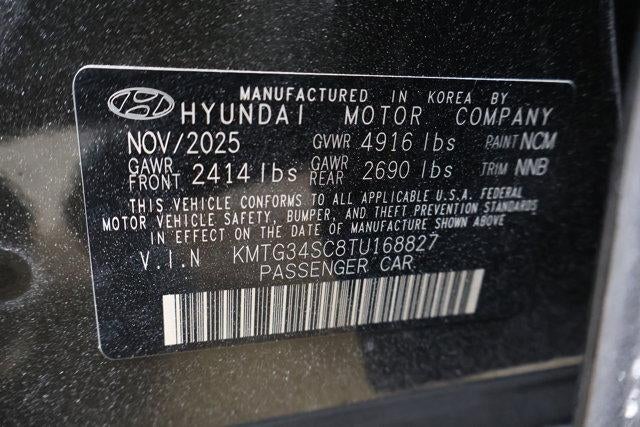 MANUFACTURED IN KOREA BY
HYUNDAI MOTOR COMPANY
NOV/2025 GVWR 4916 lbs PAINT NCM
GAWR FRONT 2414 lbs GAWR REAR 2690 lbs TRIM NNB
THIS VEHICLE CONFORMS TO ALL APPLICABLE U.S.A. FEDERAL
MOTOR VEHICLE SAFETY, BUMPER, AND THEFT PREVENTION STANDARDS
IN EFFECT ON THE DATE OF MANUFACTURE SHOWN ABOVE
V.I.N KMTG34SC8TU168827
PASSENGER CAR